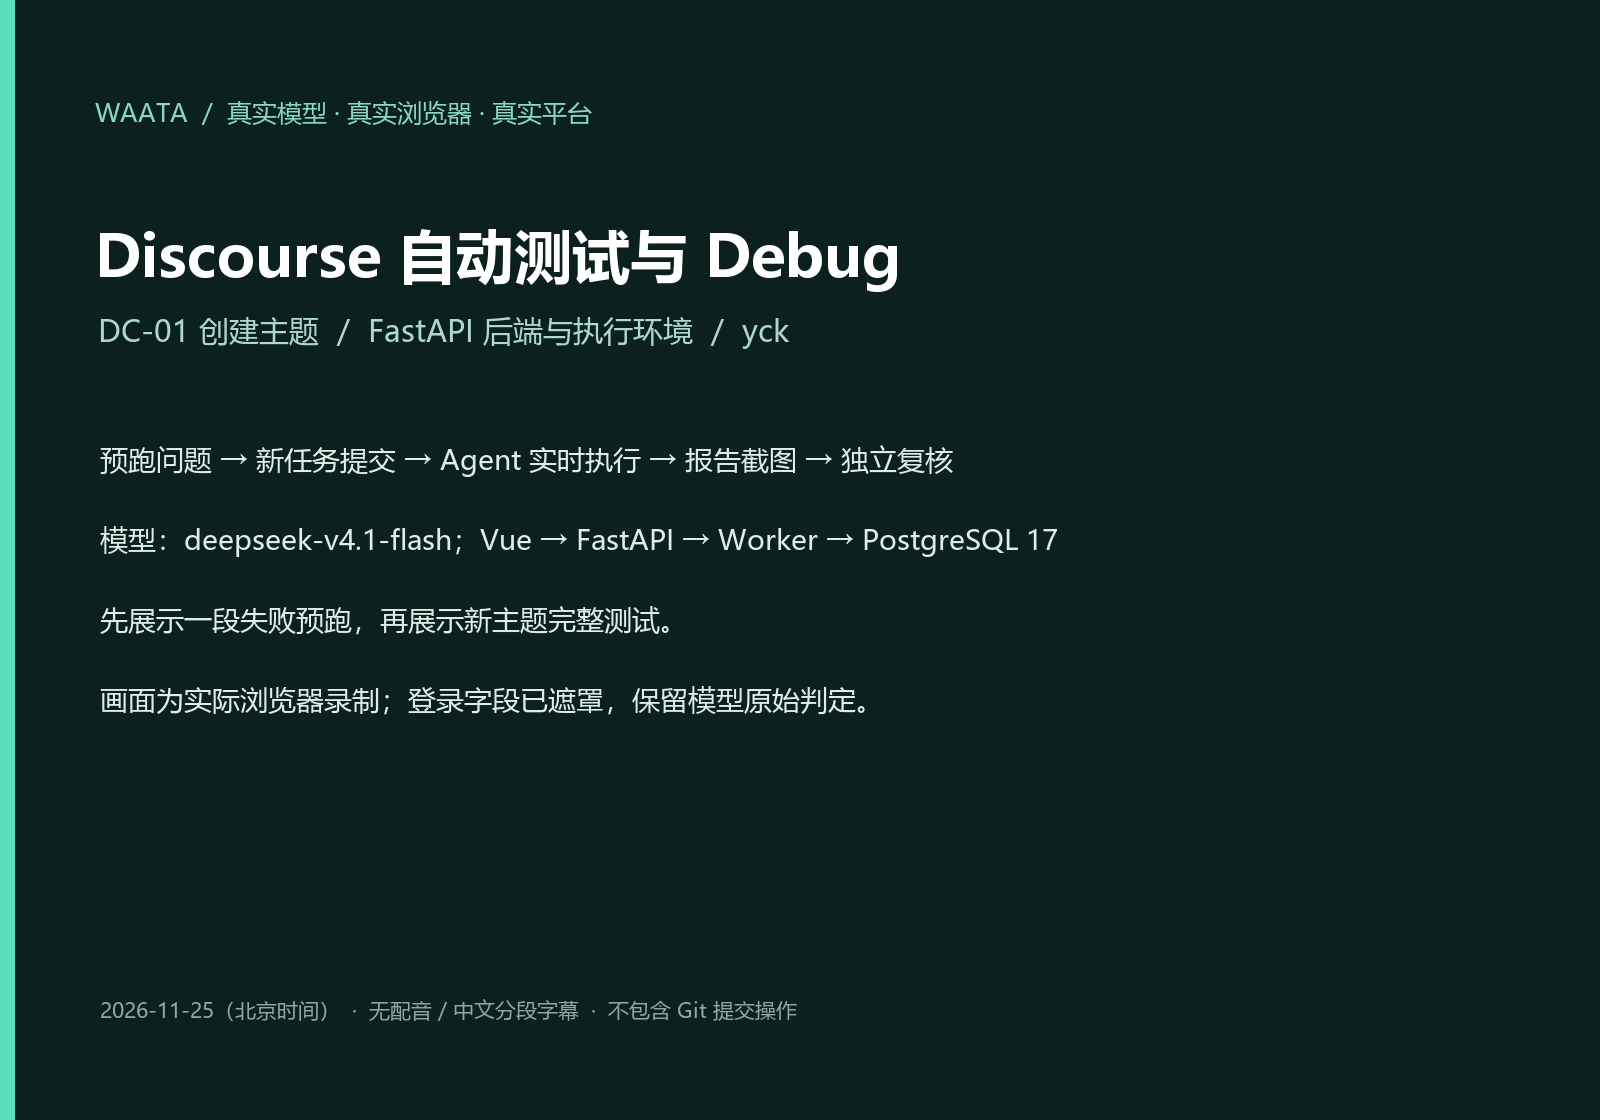 WAATA / 真实模型 · 真实浏览器 · 真实平台
Discourse 自动测试与 Debug
DC-01 创建主题 / FastAPI 后端与执行环境 / yck
预跑问题 → 新任务提交 → Agent 实时执行 → 报告截图 → 独立复核
模型：deepseek-v4.1-flash；Vue → FastAPI → Worker → PostgreSQL 17
先展示一段失败预跑，再展示新主题完整测试。
画面为实际浏览器录制；登录字段已遮罩，保留模型原始判定。
2026-11-25（北京时间） · 无配音 / 中文分段字幕 · 不包含 Git 提交操作